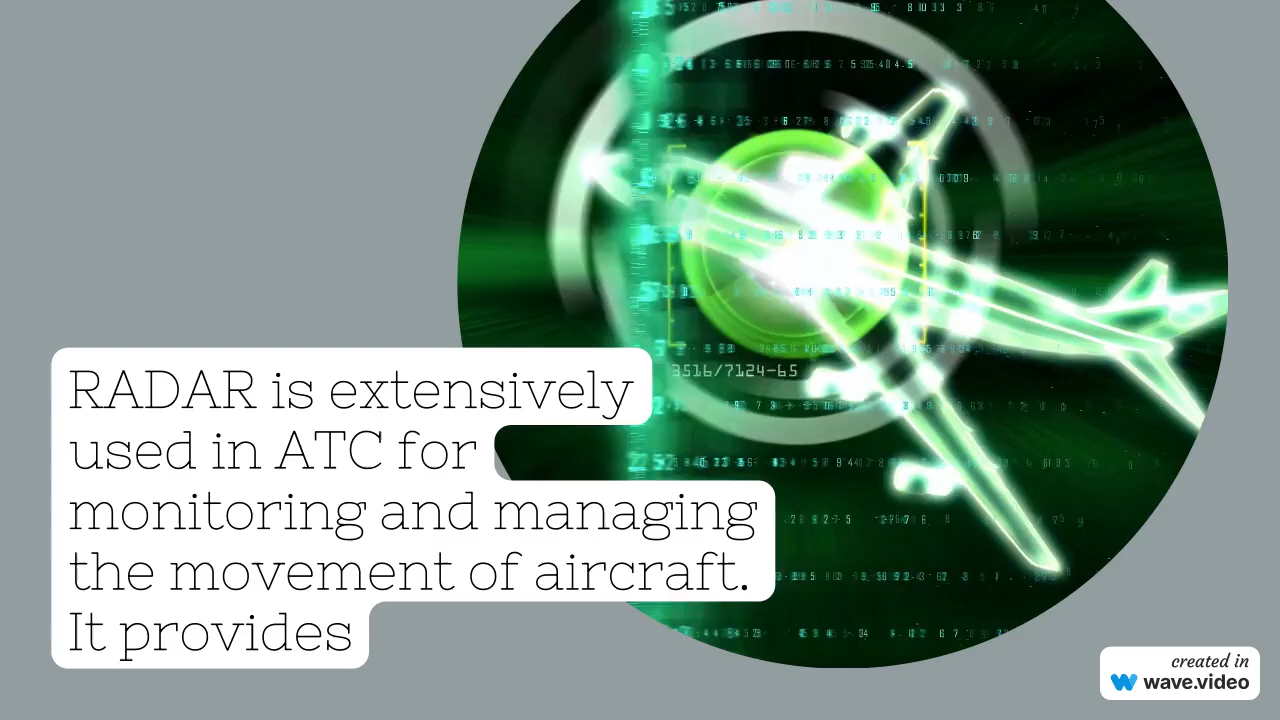 3516/7124-65
RADAR is extensively
used in ATC for
monitoring and managing
the movement of aircraft.
It provides
created in
wave.video